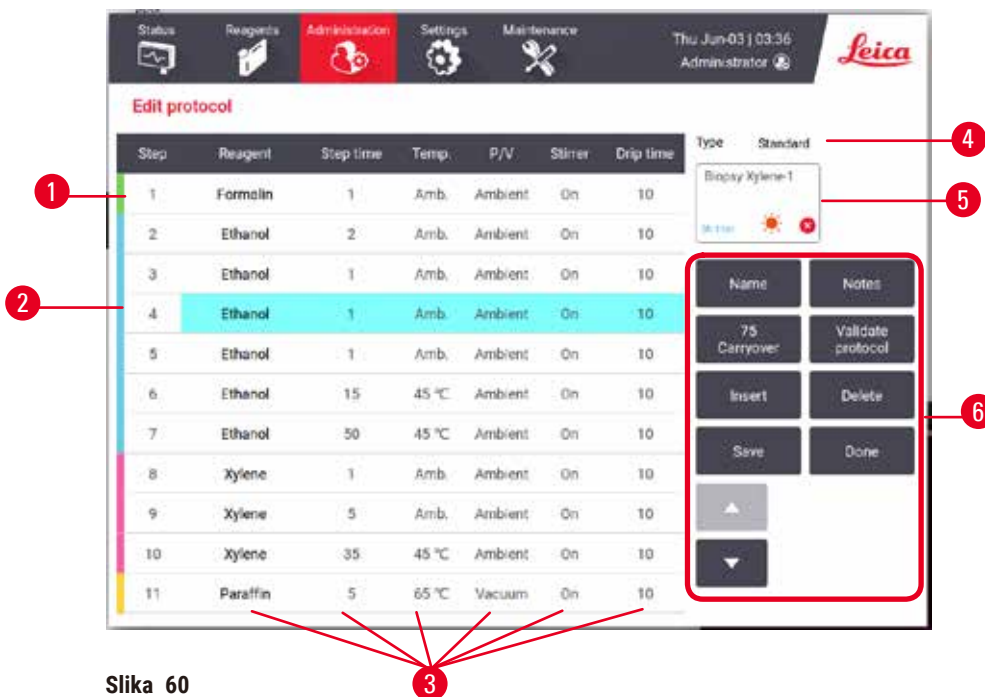 Status Reagents Administration Settings Maintenance Thu Jun-03 | 03:36
Administrator
Leica
Edit protocol
Step Reagent Step time Temp. P/V Stirrer Drip time
Type Standard
4
Biopsy Xylene-1
5
1
1 Formalin 1 Amb. Ambient On 10
2 Ethanol 2 Amb. Ambient On 10
3 Ethanol 1 Amb. Ambient On 10
2
4 Ethanol 1 Amb. Ambient On 10
5 Ethanol 1 Amb. Ambient On 10
6 Ethanol 15 45 °C Ambient On 10
7 Ethanol 50 45 °C Ambient On 10
8 Xylene 1 Amb. Ambient On 10
9 Xylene 5 Amb. Ambient On 10
10 Xylene 35 45 °C Ambient On 10
11 Paraffin 5 65 °C Vacuum On 10
Name Notes
75
Carryover
Validate
protocol
Insert Delete
6
Save Done
3
Slika 60